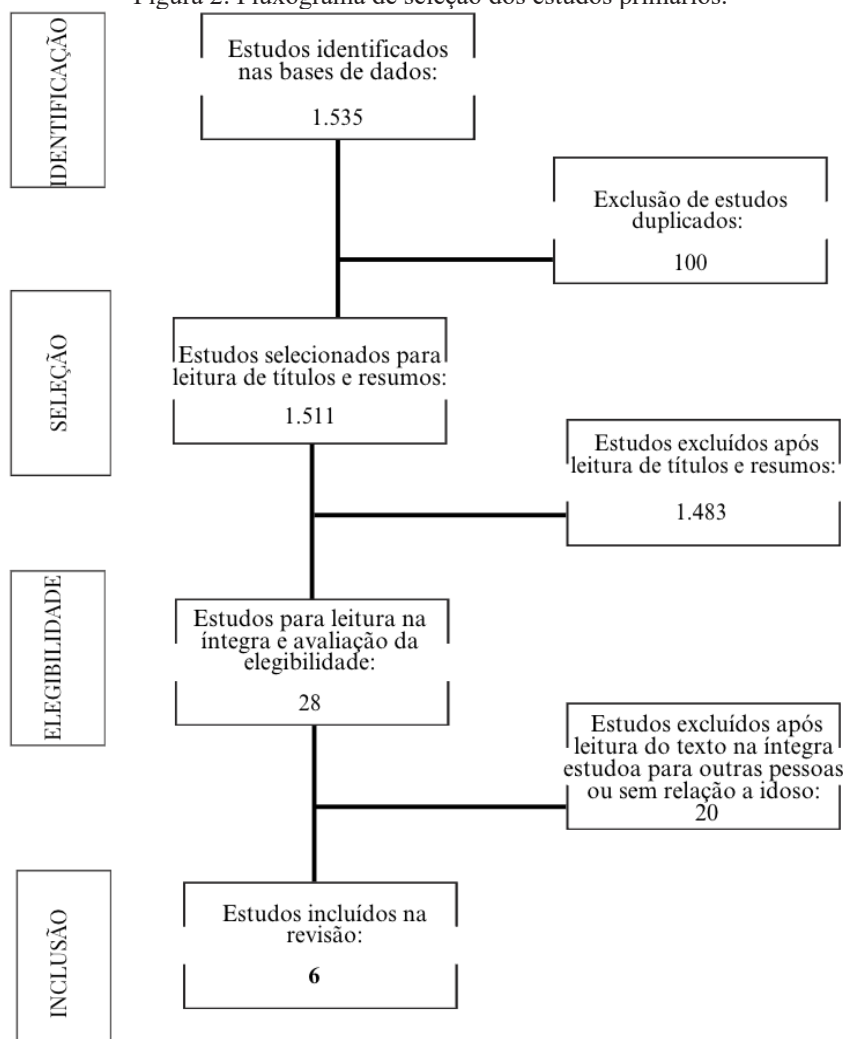 Figura 2: Fluxograma de seleção dos estudos primários.
IDENTIFICAÇÃO
Estudos identificados
nas bases de dados:
1.535
Exclusão de estudos
duplicados:
100
SELEÇÃO
Estudos selecionados para
leitura de títulos e resumos:
1.511
Estudos excluídos após
leitura de títulos e resumos:
1.483
ELEGIBILIDADE
Estudos para leitura na
íntegra e avaliação da
elegibilidade:
28
Estudos excluídos após
leitura do texto na íntegra
estudoa para outras pessoas
ou sem relação a idoso:
20
INCLUSÃO
Estudos incluídos na
revisão:
6